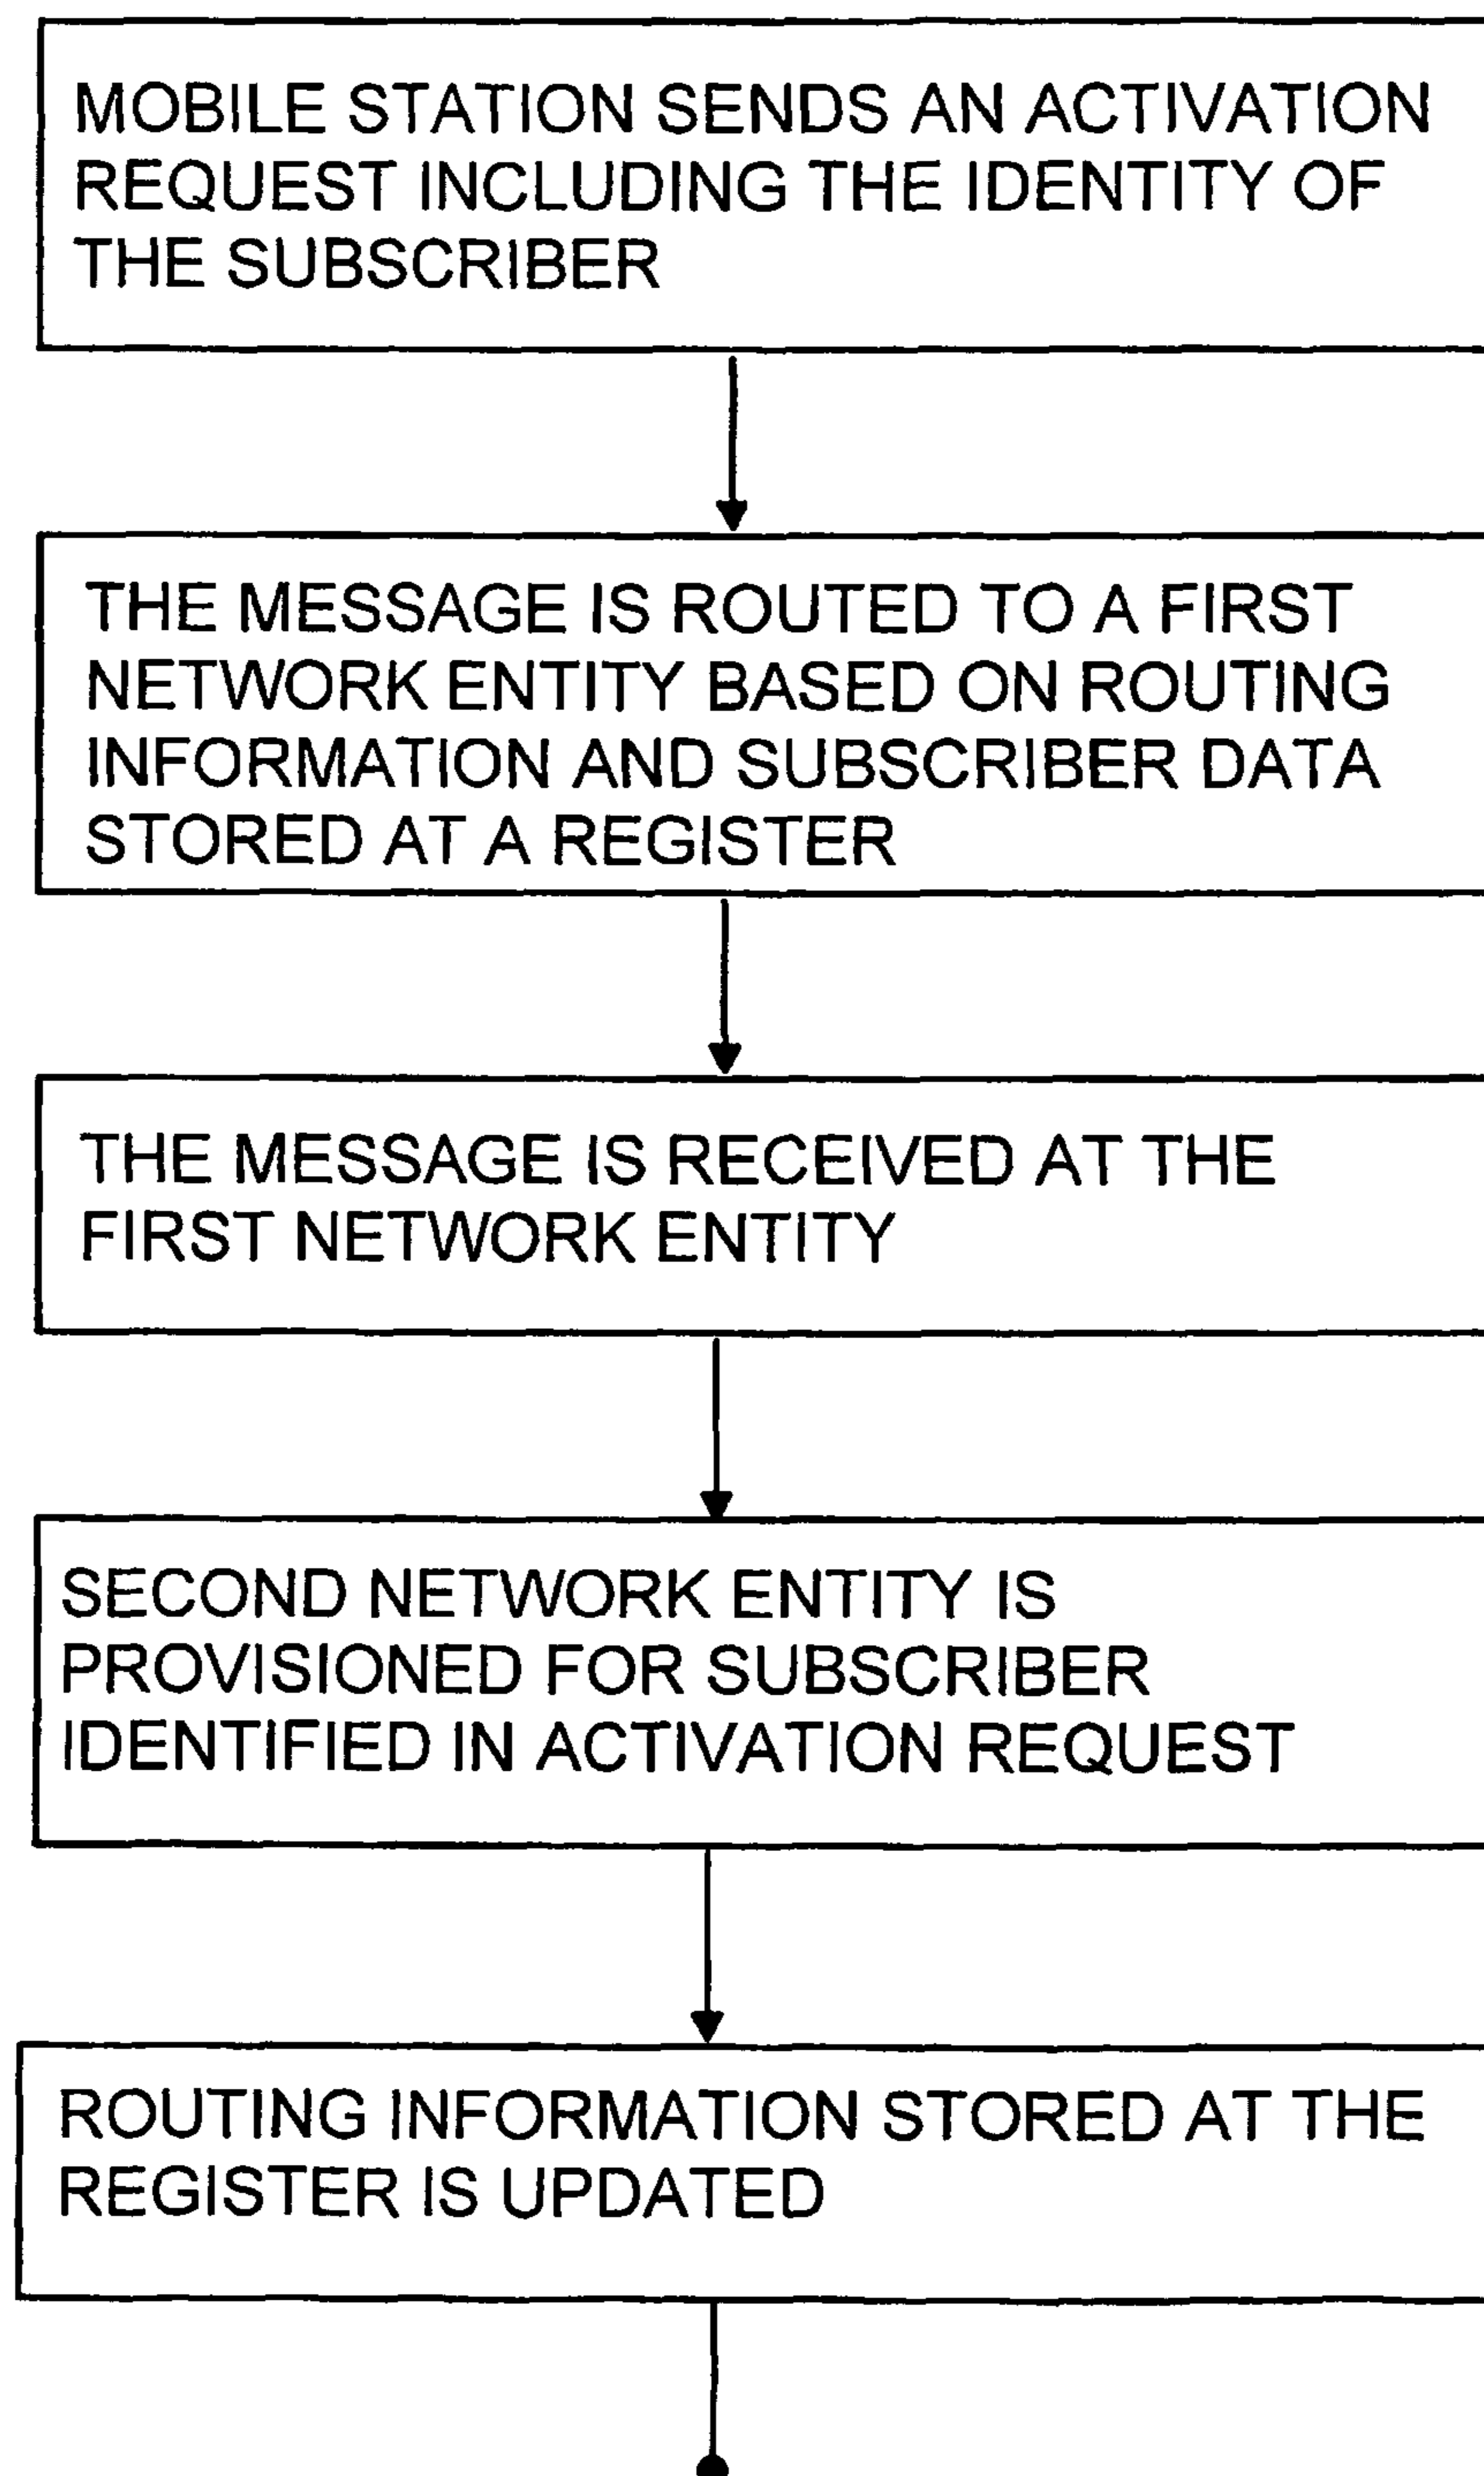 MOBILE STATION SENDS AN ACTIVATION
REQUEST INCLUDING THE IDENTITY OF
THE SUBSCRIBER
THE MESSAGE IS ROUTED TO A FIRST
NETWORK ENTITY BASED ON ROUTING
INFORMATION AND SUBSCRIBER DATA
STORED AT A REGISTER
THE MESSAGE IS RECEIVED AT THE
FIRST NETWORK ENTITY
SECOND NETWORK ENTITY IS
PROVISIONED FOR SUBSCRIBER
IDENTIFIED IN ACTIVATION REQUEST
ROUTING INFORMATION STORED AT THE
REGISTER IS UPDATED